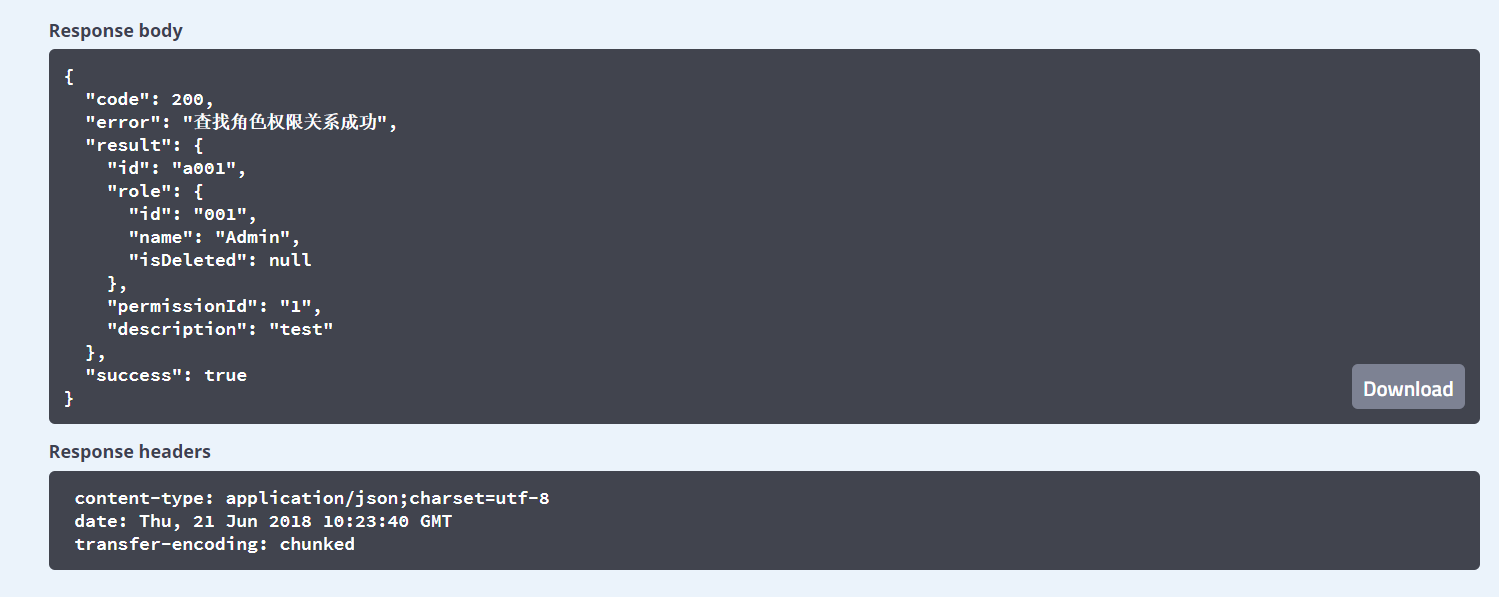 Response body
{
  "code": 200,
  "error": "查找角色权限关系成功",
  "result": {
    "id": "a001",
    "role": {
      "id": "001",
      "name": "Admin",
      "isDeleted": null
    },
    "permissionId": "1",
    "description": "test"
  },
  "success": true
}
Download
Response headers
content-type: application/json;charset=utf-8
date: Thu, 21 Jun 2018 10:23:40 GMT
transfer-encoding: chunked